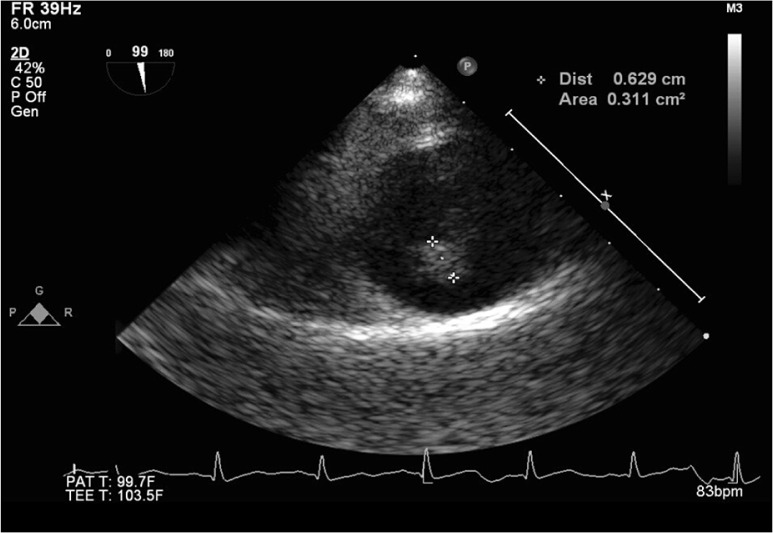 FR 39Hz
6.0cm
M3
2D
42%
C 50
P Off
Gen
0 99 180
P
Dist 0.629 cm
Area 0.311 cm²
G
P R
PAT T: 99.7F
TEE T: 103.5F
83bpm